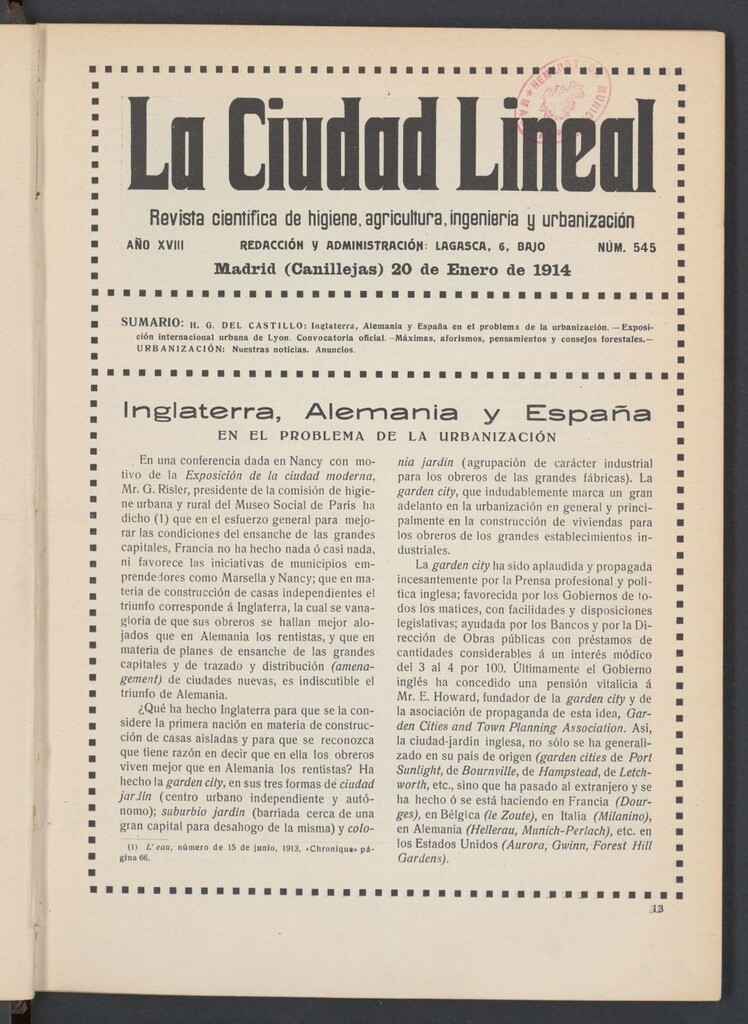 La Ciudad Lineal
Revista científica de higiene, agricultura, ingeniería y urbanización
AÑO XVIII REDACCIÓN Y ADMINISTRACIÓN: LAGASCA, 6, BAJO NÚM. 545
Madrid (Canillejas) 20 de Enero de 1914
SUMARIO: H. G. DEL CASTILLO: Inglaterra, Alemania y España en el problema de la urbanización. — Exposi-
ción internacional urbana de Lyon. Convocatoria oficial. — Máximas, aforismos, pensamientos y consejos forestales. —
URBANIZACIÓN: Nuestras noticias. Anuncios.
Inglaterra, Alemania y España
EN EL PROBLEMA DE LA URBANIZACIÓN
En una conferencia dada en Nancy con mo-
tivo de la Exposición de la ciudad moderna,
Mr. G. Risler, presidente de la comisión de higie-
ne urbana y rural del Museo Social de Paris ha
dicho (1) que en el esfuerzo general para mejo-
rar las condiciones del ensanche de las grandes
capitales, Francia no ha hecho nada ó casi nada,
ni favorece las iniciativas de municipios em-
prendedores como Marsella y Nancy; que en ma-
teria de construcción de casas independientes el
triunfo corresponde á Inglaterra, la cual se vana-
gloria de que sus obreros se hallan mejor alo-
jados que en Alemania los rentistas, y que en
materia de planes de ensanche de las grandes
capitales y de trazado y distribución (amena-
gement) de ciudades nuevas, es indiscutible el
triunfo de Alemania.
¿Qué ha hecho Inglaterra para que se la con-
sidere la primera nación en materia de construc-
ción de casas aisladas y para que se reconozca
que tiene razón en decir que en ella los obreros
viven mejor que en Alemania los rentistas? Ha
hecho la garden city, en sus tres formas de ciudad
jardín (centro urbano independiente y autó-
nomo); suburbio jardin (barriada cerca de una
gran capital para desahogo de la misma) y colo-
(1) L'eau, número de 15 de junio, 1913, «Chronique» pá-
gina 66.
nia jardin (agrupación de carácter industrial
para los obreros de las grandes fábricas). La
garden city, que indudablemente marca un gran
adelanto en la urbanización en general y princi-
palmente en la construcción de viviendas para
los obreros de los grandes establecimientos in-
dustriales.
La garden city ha sido aplaudida y propagada
incesantemente por la Prensa profesional y polí-
tica inglesa; favorecida por los Gobiernos de to-
dos los matices, con facilidades y disposiciones
legislativas; ayudada por los Bancos y por la Di-
rección de Obras públicas con préstamos de
cantidades considerables á un interés módico
del 3 al 4 por 100. Últimamente el Gobierno
inglés ha concedido una pensión vitalicia á
Mr. E. Howard, fundador de la garden city y de
la asociación de propaganda de esta idea, Gar-
den Cities and Town Planning Association. Asi,
la ciudad-jardin inglesa, no sólo se ha generali-
zado en su país de origen (garden cities de Port
Sunlight, de Bournville, de Hampstead, de Letch-
worth, etc., sino que ha pasado al extranjero y se
ha hecho ó se está haciendo en Francia (Dour-
ges), en Bélgica (le Zoute), en Italia (Milanino),
en Alemania (Hellerau, Munich-Perlach), etc. en
los Estados Unidos (Aurora, Gwinn, Forest Hill
Gardens).
13